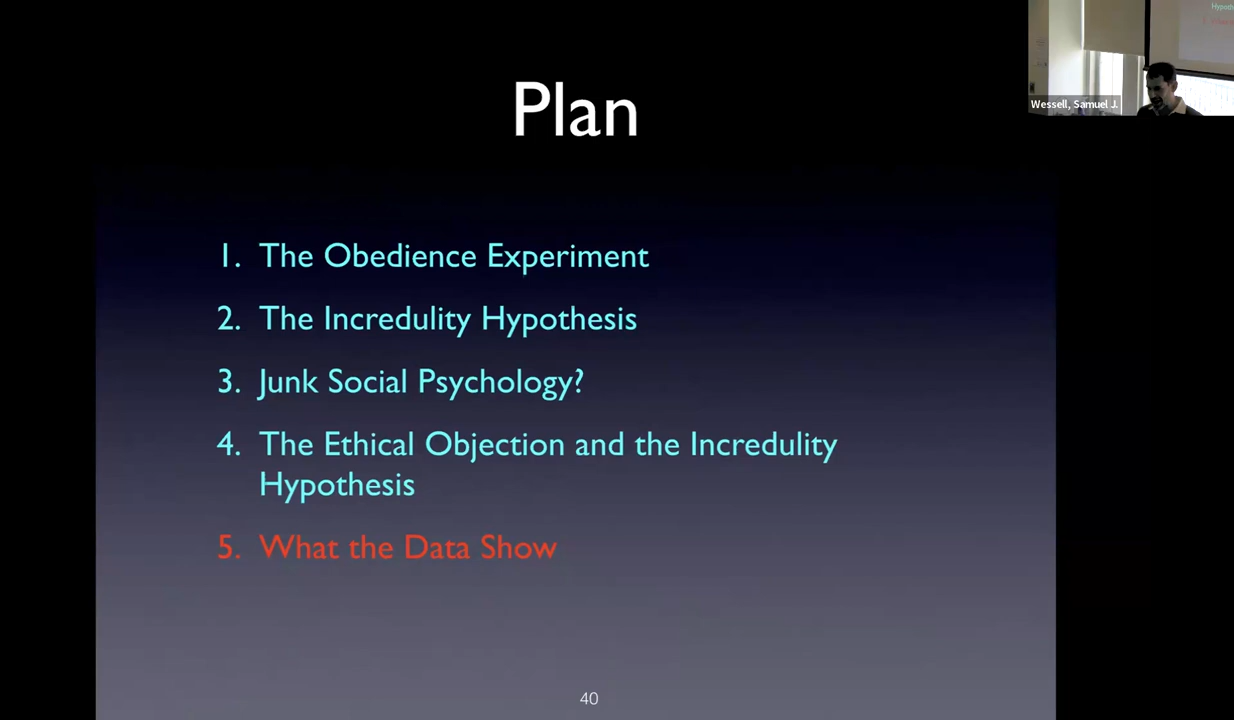 Plan
Wessell, Samuel J.
1. The Obedience Experiment
2. The Incredulity Hypothesis
3. Junk Social Psychology?
4. The Ethical Objection and the Incredulity
Hypothesis
5. What the Data Show
40